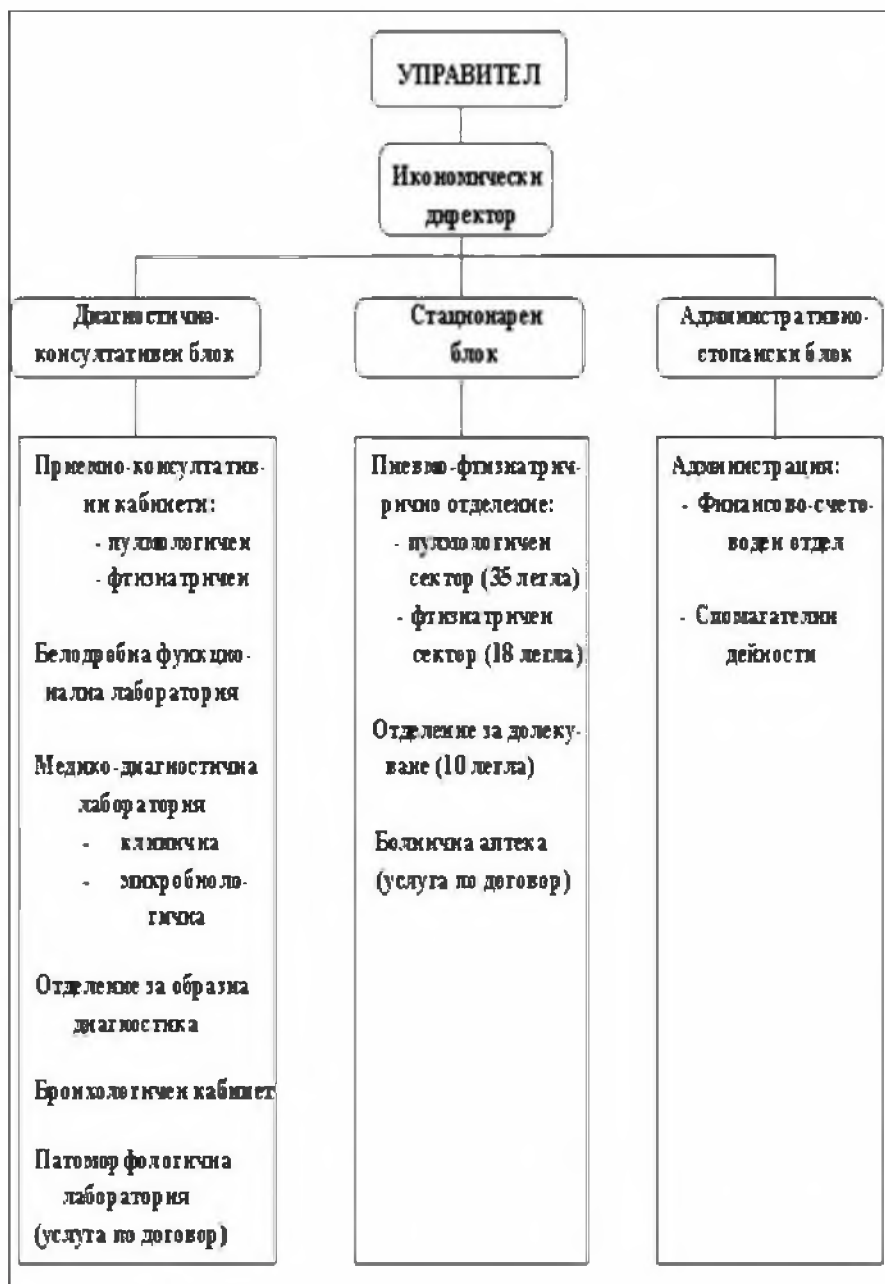 УПРАВИТЕЛ
Икономически
директор
Диагностично-
консултативен блок
Приемно-консултатив-
ни кабинети:
- пулмологичен
- фтизиатричен
Белодробна функцио-
нална лаборатория
Медико-диагностична
лаборатория
- клинична
- микробиоло-
гична
Отделение за образна
диагностика
Бронхологичен кабинет
Патоморфологична
лаборатория
(услуга по договор)
Стационарен
блок
Пневмо-фтизиатрич-
рично отделение:
- пулмологичен
сектор (35 легла)
- фтизиатричен
сектор (18 легла)
Отделение за долеку-
ване (10 легла)
Болнична аптека
(услуга по договор)
Административно-
стопански блок
Администрация:
- Финансово-счето-
воден отдел
- Спомагателни
дейности